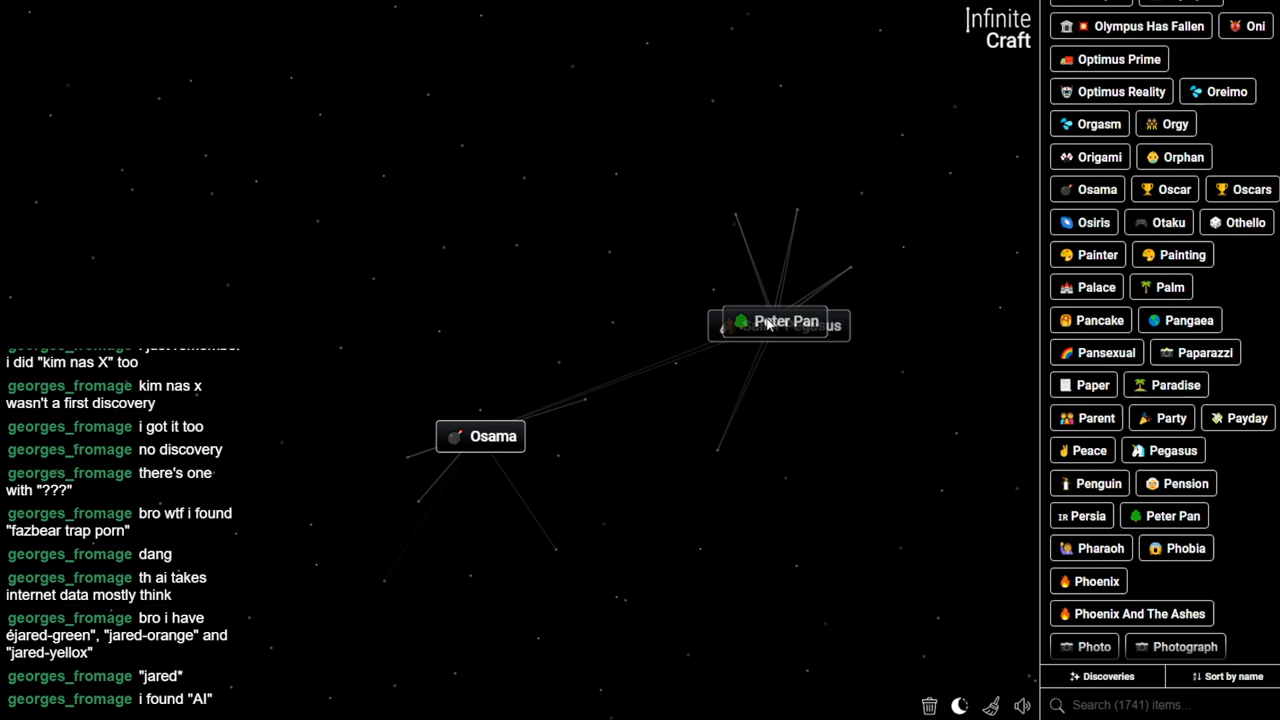 Infinite
Craft
i did "kim nas X" too
georges_fromage kim nas x
wasn't a first discovery
georges_fromage i got it too
georges_fromage no discovery
georges_fromage there's one
with "???"
georges_fromage bro wtf i found
"fazbear trap porn"
georges_fromage dang
georges_fromage th ai takes
internet data mostly think
georges_fromage bro i have
éjared-green", "jared-orange" and
"jared-yellox"
georges_fromage "jared*
georges_fromage i found "AI"
Osama
Peter Pan
Olympus Has Fallen Oni
Optimus Prime
Optimus Reality Oreimo
Orgasm Orgy
Origami Orphan
Osama Oscar Oscars
Osiris Otaku Othello
Painter Painting
Palace Palm
Pancake Pangaea
Pansexual Paparazzi
Paper Paradise
Parent Party Payday
Peace Pegasus
Penguin Pension
IR Persia Peter Pan
Pharaoh Phobia
Phoenix
Phoenix And The Ashes
Photo Photograph
Discoveries Sort by name
Search (1741) items...